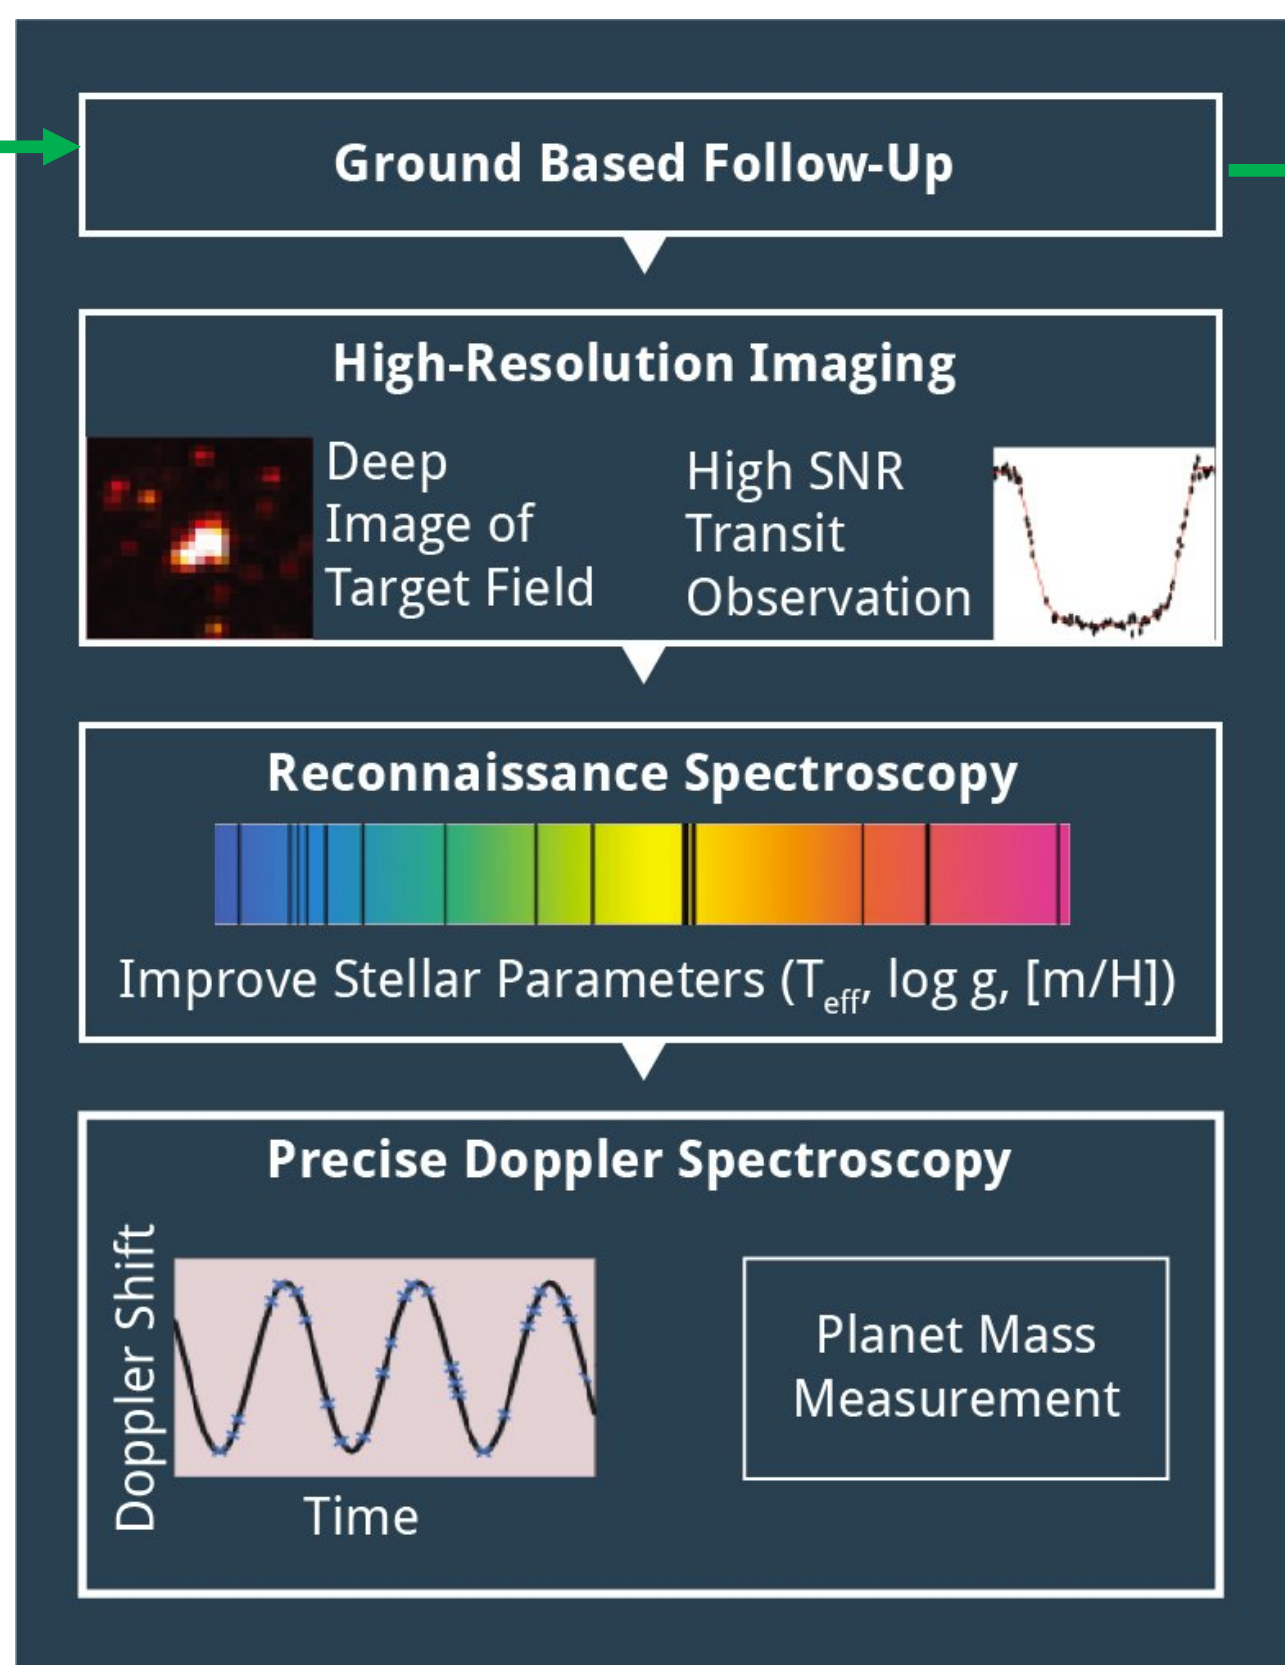 Ground Based Follow-Up
High-Resolution Imaging
Deep
Image of
Target Field
High SNR
Transit
Observation
Reconnaissance Spectroscopy
Improve Stellar Parameters (Teff, log g, [m/H])
Precise Doppler Spectroscopy
Doppler Shift
Time
Planet Mass
Measurement